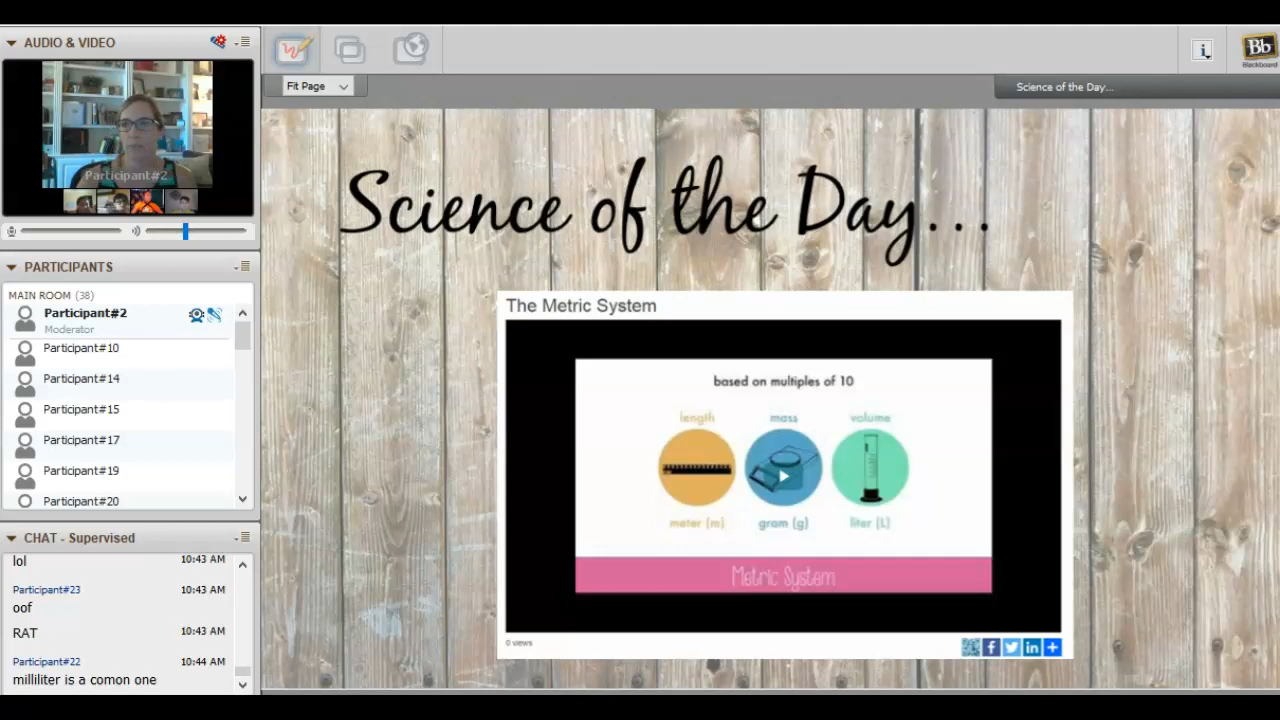 AUDIO & VIDEO
Participant#2
PARTICIPANTS
MAIN ROOM (38)
Participant#2
Moderator
Participant#10
Participant#14
Participant#15
Participant#17
Participant#19
Participant#20
CHAT - Supervised
lol 10:43 AM
Participant#23 10:43 AM
oof
RAT 10:43 AM
Participant#22 10:44 AM
milliliter is a comon one
Fit Page
i
Bb
Blackboard
Science of the Day...
Science of the Day...
The Metric System
based on multiples of 10
length mass volume
meter (m) gram (g) liter (L)
Metric System
0 views